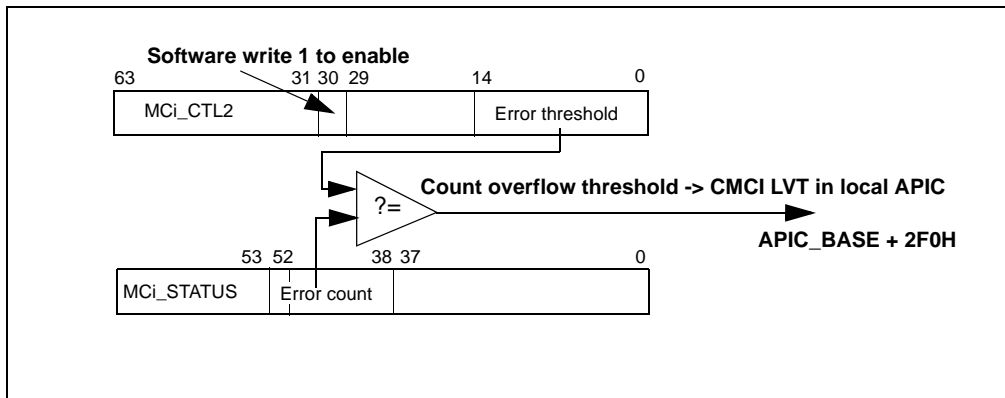 Software write 1 to enable
63 31 30 29 14 0
MCi_CTL2 Error threshold
?=
Count overflow threshold -> CMCI LVT in local APIC
APIC_BASE + 2F0H
53 52 38 37 0
MCi_STATUS Error count